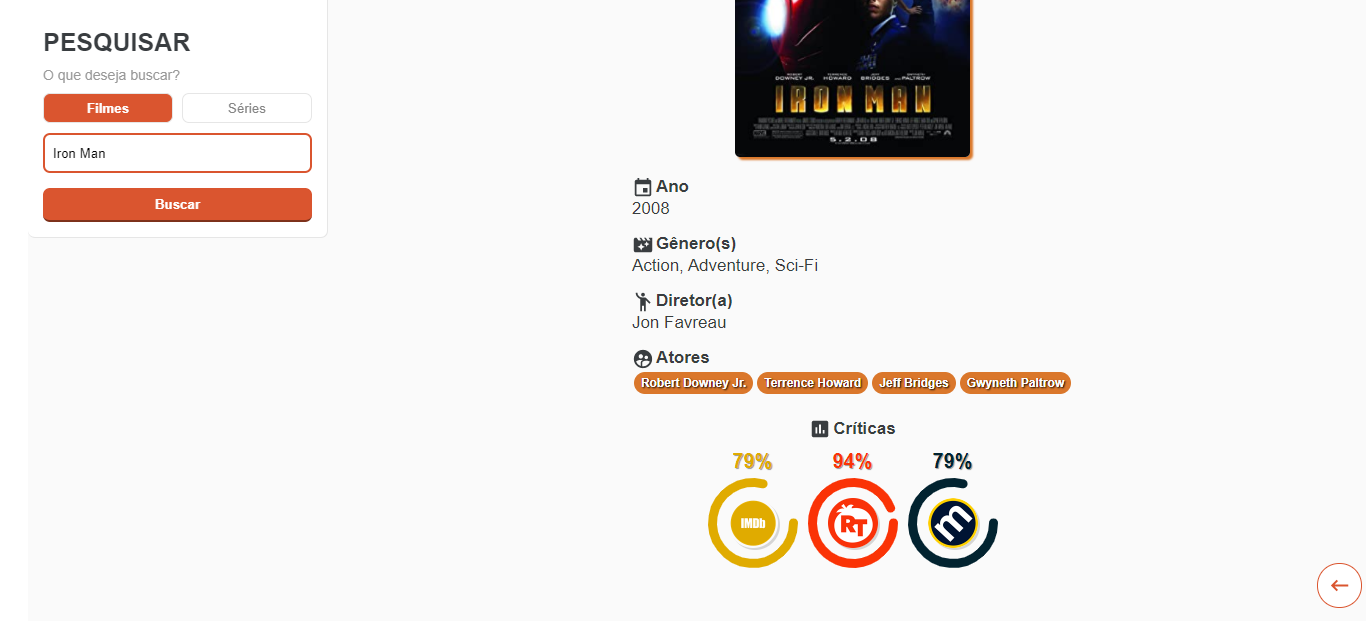 PESQUISAR
O que deseja buscar?
Filmes
Séries
Iron Man
Buscar
ROBERT DOWNEY JR. TERRENCE HOWARD JEFF BRIDGES AND GWYNETH PALTROW
IRON MAN
5.2.08
Ano
2008
Gênero(s)
Action, Adventure, Sci-Fi
Diretor(a)
Jon Favreau
Atores
Robert Downey Jr. Terrence Howard Jeff Bridges Gwyneth Paltrow
Críticas
79% 94% 79%
IMDb RT m